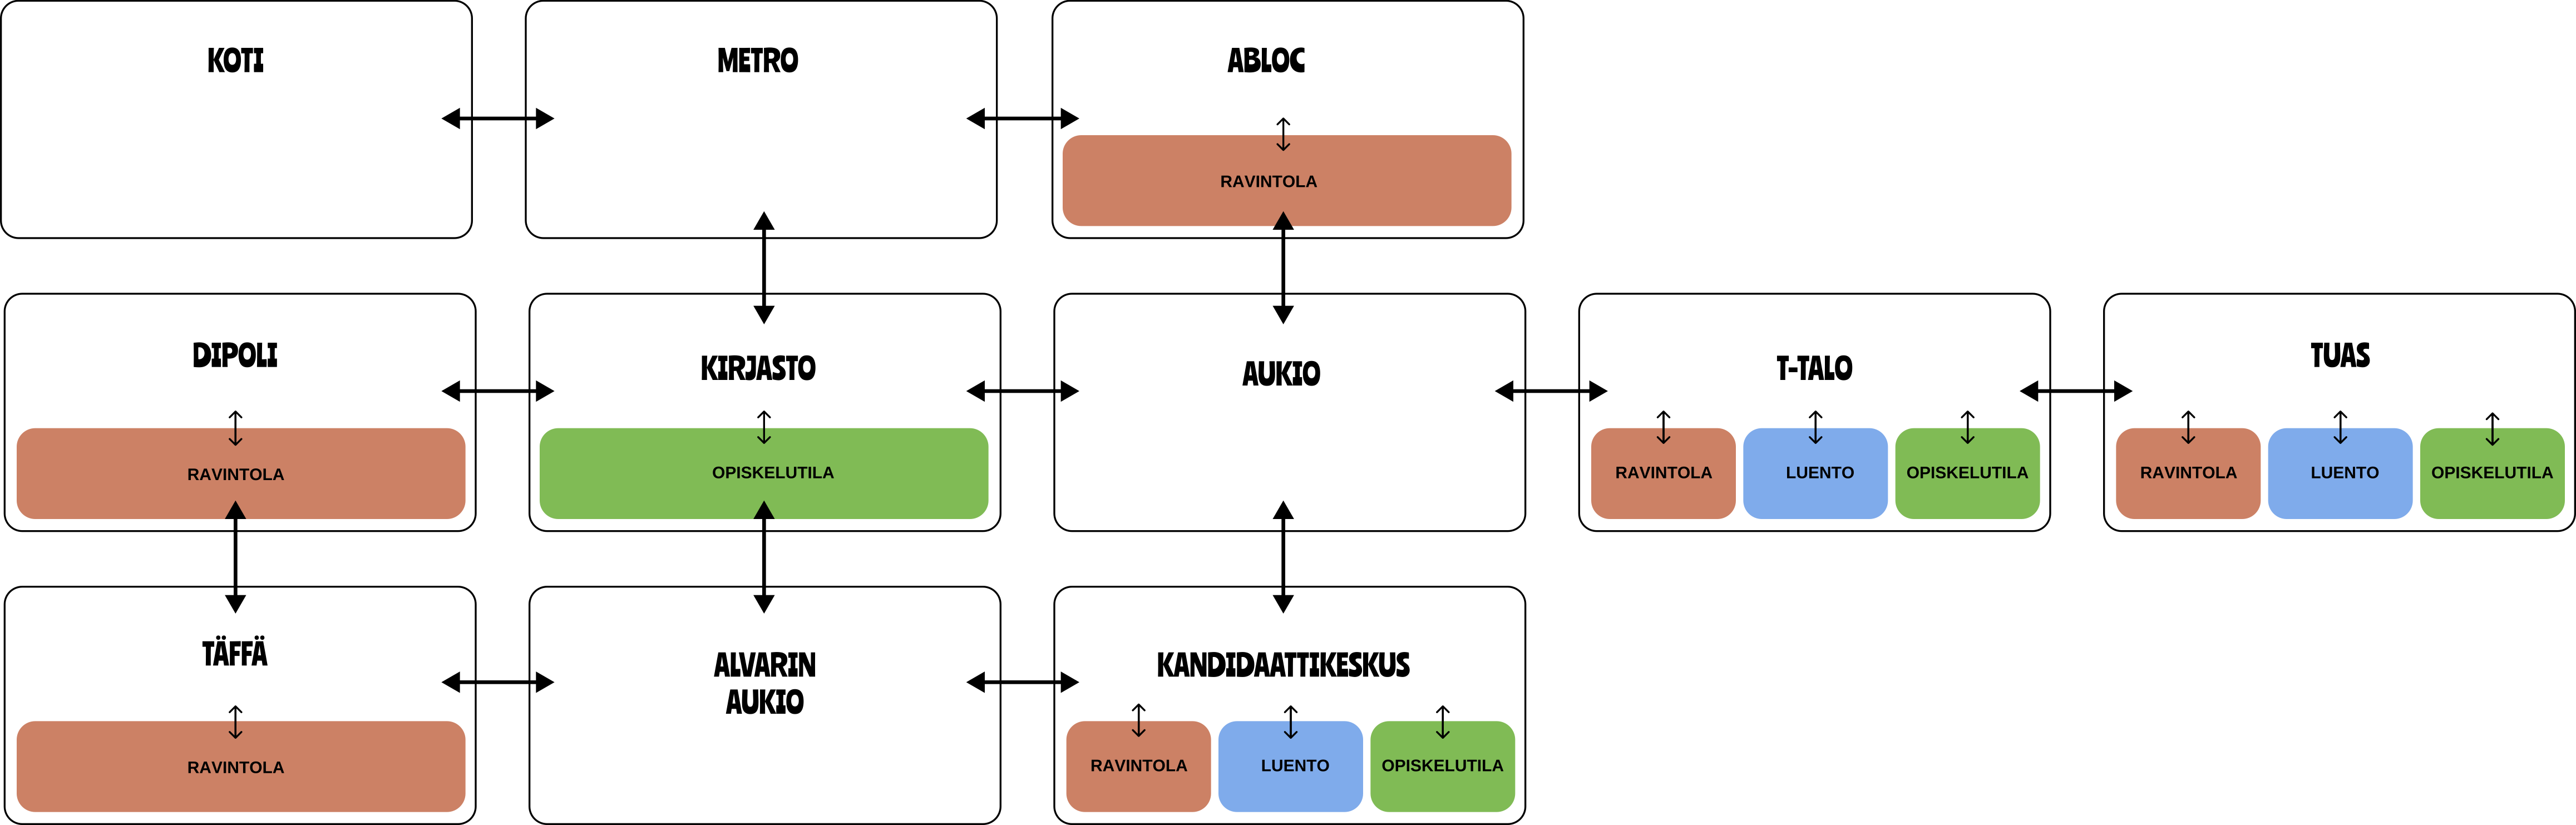 KOTI
METRO
ABLOC
RAVINTOLA
DIPOLI
RAVINTOLA
KIRJASTO
OPISKELUTILA
AUKIO
T-TALO
RAVINTOLA
LUENTO
OPISKELUTILA
TUAS
RAVINTOLA
LUENTO
OPISKELUTILA
TÄFFÄ
RAVINTOLA
ALVARIN
AUKIO
KANDIDAATTIKESKUS
RAVINTOLA
LUENTO
OPISKELUTILA